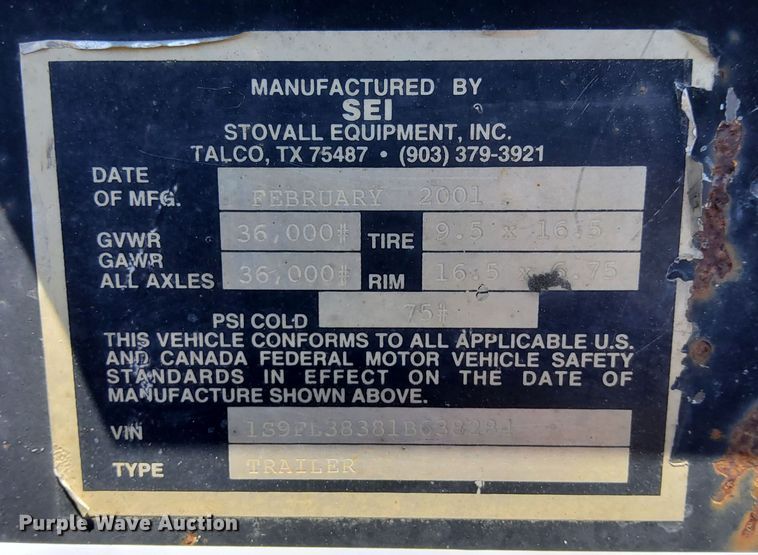 MANUFACTURED BY
SEI
STOVALL EQUIPMENT, INC.
TALCO, TX 75487 • (903) 379-3921
DATE
OF MFG. FEBRUARY 2001
GVWR 36,000# TIRE 9.5 x 16.5
GAWR
ALL AXLES 36,000# RIM 16.5 x 6.75
PSI COLD 75#
THIS VEHICLE CONFORMS TO ALL APPLICABLE U.S.
AND CANADA FEDERAL MOTOR VEHICLE SAFETY
STANDARDS IN EFFECT ON THE DATE OF
MANUFACTURE SHOWN ABOVE.
VIN 1S9PL38381B638284
TYPE TRAILER
Purple Wave Auction